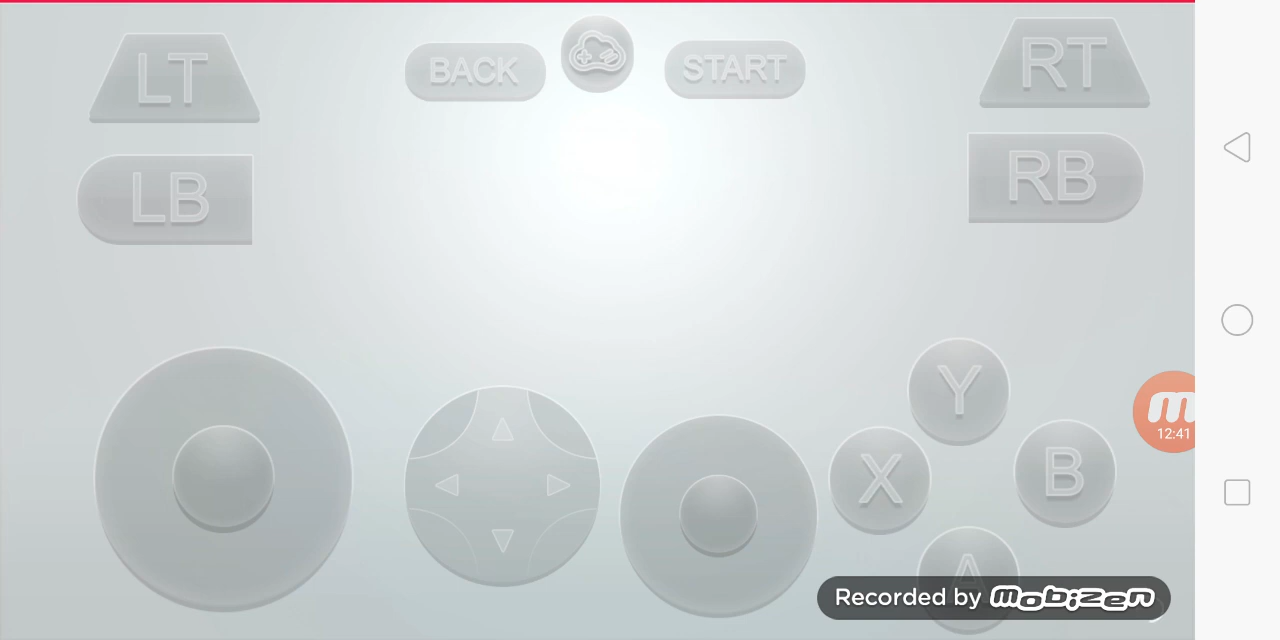 LT
BACK
START
RT
LB
RB
Y
X
B
A
12:41
Recorded by mobizen